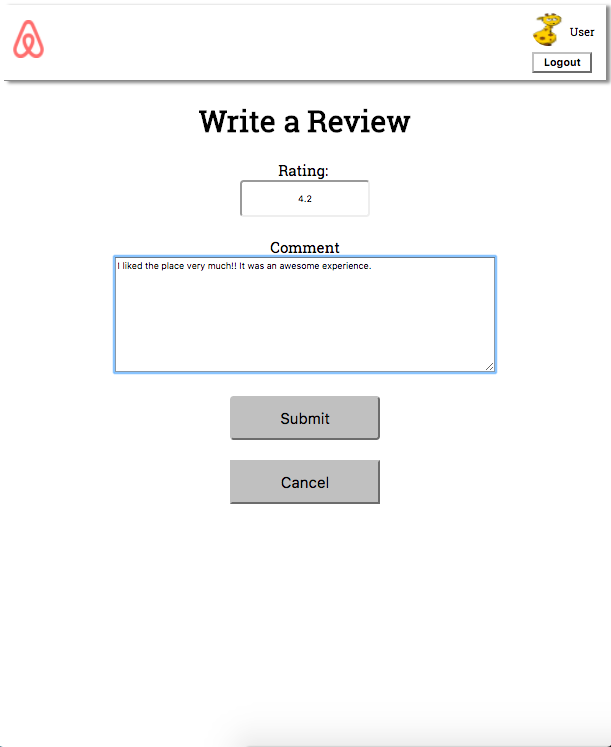 User
Logout
Write a Review
Rating:
4.2
Comment
I liked the place very much!! It was an awesome experience.
Submit
Cancel